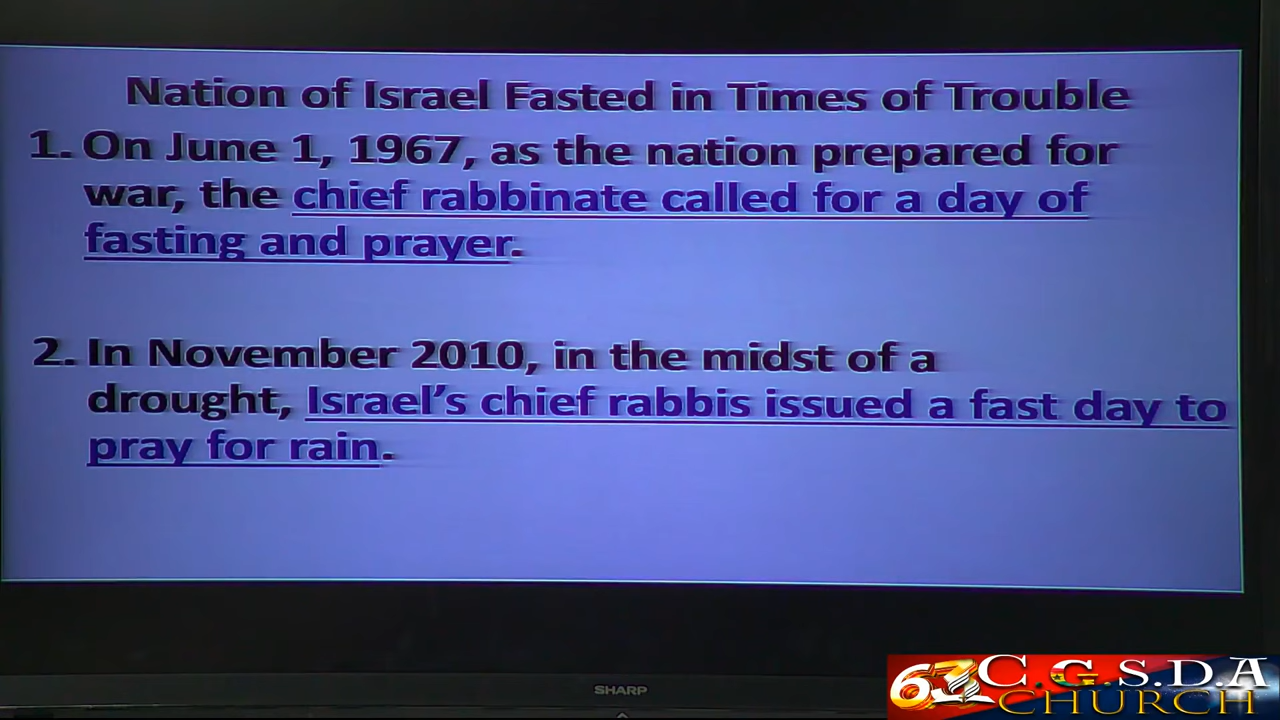 Nation of Israel Fasted in Times of Trouble
1. On June 1, 1967, as the nation prepared for
war, the chief rabbinate called for a day of
fasting and prayer.
2. In November 2010, in the midst of a
drought, Israel's chief rabbis issued a fast day to
pray for rain.
SHARP
C.G.S.D.A
CHURCH